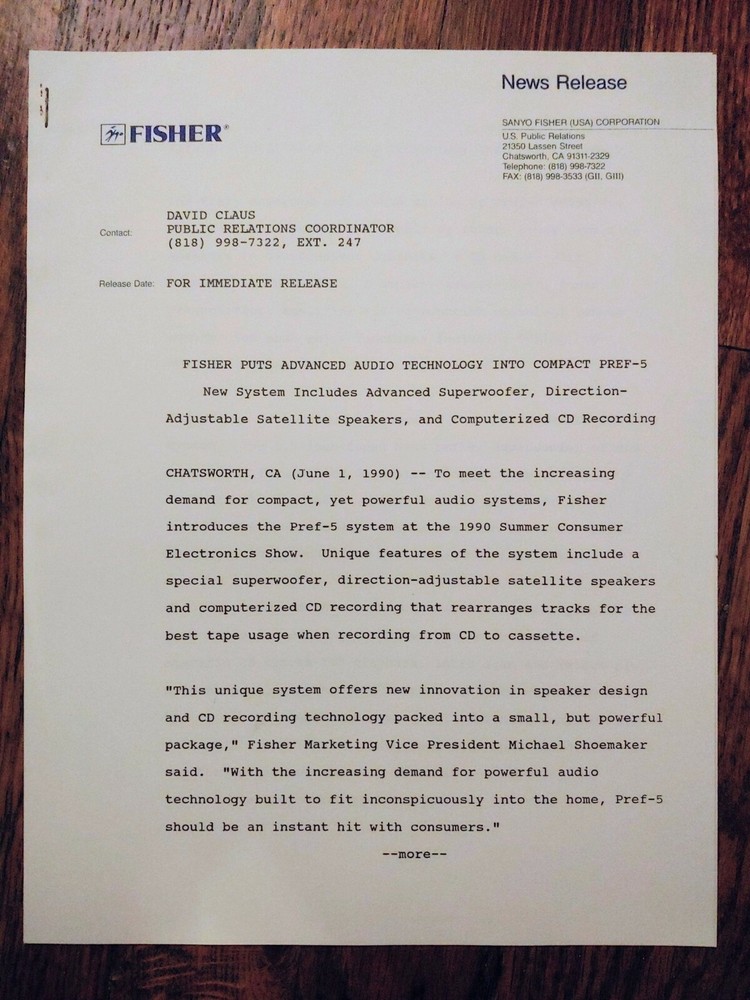 News Release
FISHER®
SANYO FISHER (USA) CORPORATION
U.S. Public Relations
21350 Lassen Street
Chatsworth, CA 91311-2329
Telephone: (818) 998-7322
FAX: (818) 998-3533 (GII, GIII)
DAVID CLAUS
Contact: PUBLIC RELATIONS COORDINATOR
(818) 998-7322, EXT. 247
Release Date: FOR IMMEDIATE RELEASE
FISHER PUTS ADVANCED AUDIO TECHNOLOGY INTO COMPACT PREF-5
New System Includes Advanced Superwoofer, Direction-
Adjustable Satellite Speakers, and Computerized CD Recording
CHATSWORTH, CA (June 1, 1990) -- To meet the increasing
demand for compact, yet powerful audio systems, Fisher
introduces the Pref-5 system at the 1990 Summer Consumer
Electronics Show.  Unique features of the system include a
special superwoofer, direction-adjustable satellite speakers
and computerized CD recording that rearranges tracks for the
best tape usage when recording from CD to cassette.
"This unique system offers new innovation in speaker design
and CD recording technology packed into a small, but powerful
package," Fisher Marketing Vice President Michael Shoemaker
said.  "With the increasing demand for powerful audio
technology built to fit inconspicuously into the home, Pref-5
should be an instant hit with consumers."
--more--